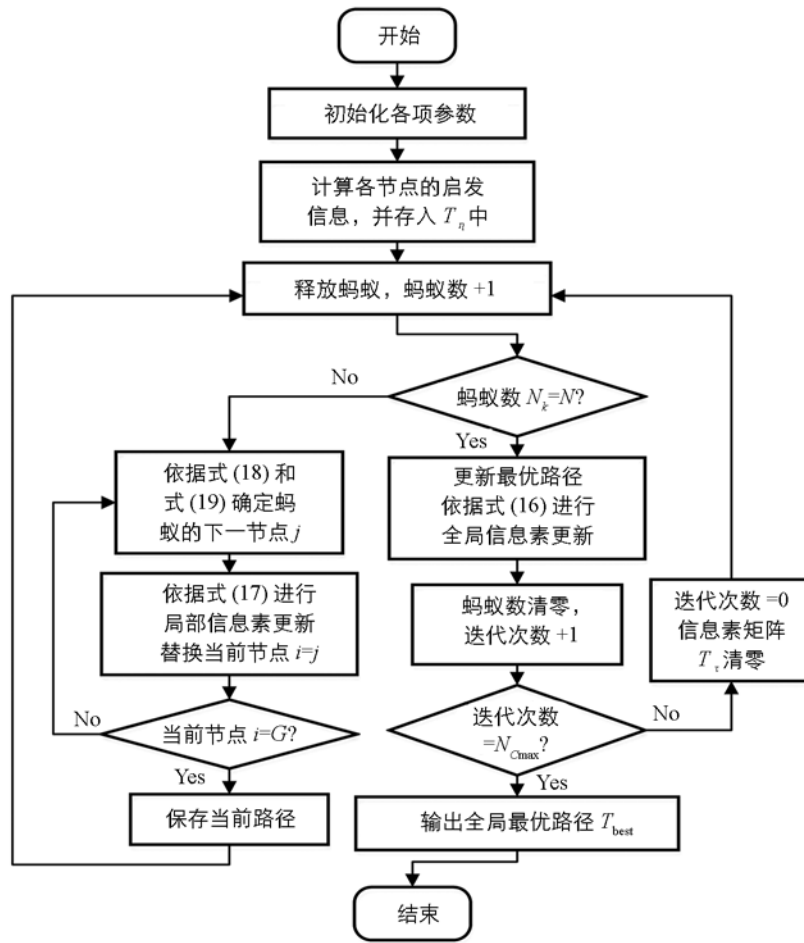 开始
初始化各项参数
计算各节点的启发
信息，并存入 Tη 中
释放蚂蚁，蚂蚁数 +1
No
蚂蚁数 Nk=N?
Yes
依据式 (18) 和
式 (19) 确定蚂
蚁的下一节点 j
更新最优路径
依据式 (16) 进行
全局信息素更新
依据式 (17) 进行
局部信息素更新
替换当前节点 i=j
蚂蚁数清零，
迭代次数 +1
迭代次数 =0
信息素矩阵
Tτ 清零
No
当前节点 i=G?
Yes
迭代次数
=NCmax?
No
Yes
保存当前路径
输出全局最优路径 Tbest
结束